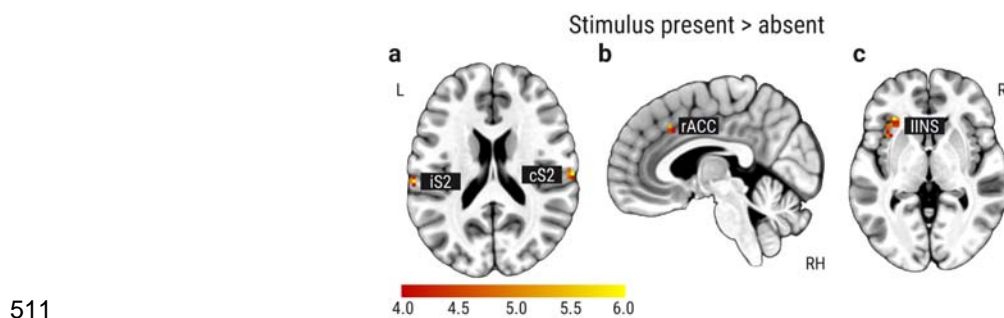 Stimulus present > absent
a b c
L R
rACC lINS
iS2 cS2
RH
4.0 4.5 5.0 5.5 6.0
511